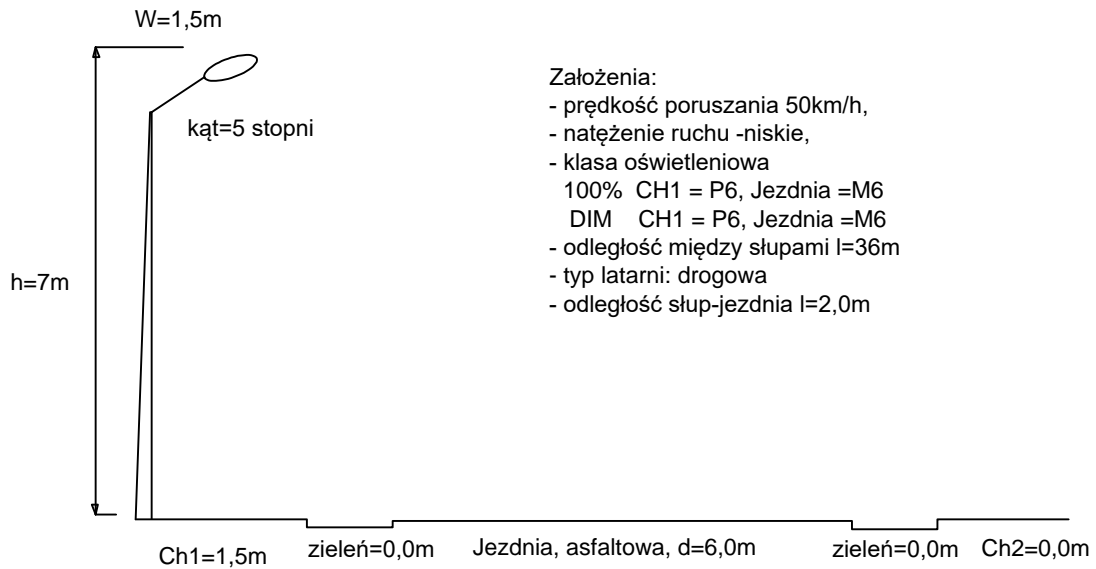 W=1,5m
kąt=5 stopni
h=7m
Założenia:
- prędkość poruszania 50km/h,
- natężenie ruchu -niskie,
- klasa oświetleniowa
100% CH1 = P6, Jezdnia =M6
DIM CH1 = P6, Jezdnia =M6
- odległość między słupami l=36m
- typ latarni: drogowa
- odległość słup-jezdnia l=2,0m
Ch1=1,5m zieleń=0,0m Jezdnia, asfaltowa, d=6,0m zieleń=0,0m Ch2=0,0m